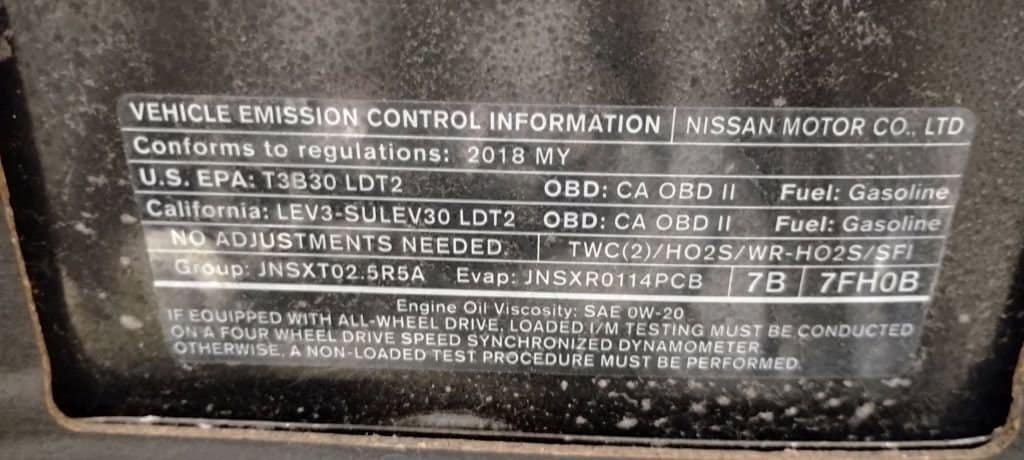 VEHICLE EMISSION CONTROL INFORMATION | NISSAN MOTOR CO., LTD
Conforms to regulations: 2018 MY
U.S. EPA: T3B30 LDT2 OBD: CA OBD II Fuel: Gasoline
California: LEV3-SULEV30 LDT2 OBD: CA OBD II Fuel: Gasoline
NO ADJUSTMENTS NEEDED. | TWC(2)/HO2S/WR-HO2S/SFI
Group: JNSXT02.5R5A Evap: JNSXR0114PCB | 7B | 7FH0B
Engine Oil Viscosity: SAE 0W-20
IF EQUIPPED WITH ALL-WHEEL DRIVE, LOADED I/M TESTING MUST BE CONDUCTED
ON A FOUR WHEEL DRIVE SPEED SYNCHRONIZED DYNAMOMETER
OTHERWISE, A NON-LOADED TEST PROCEDURE MUST BE PERFORMED.